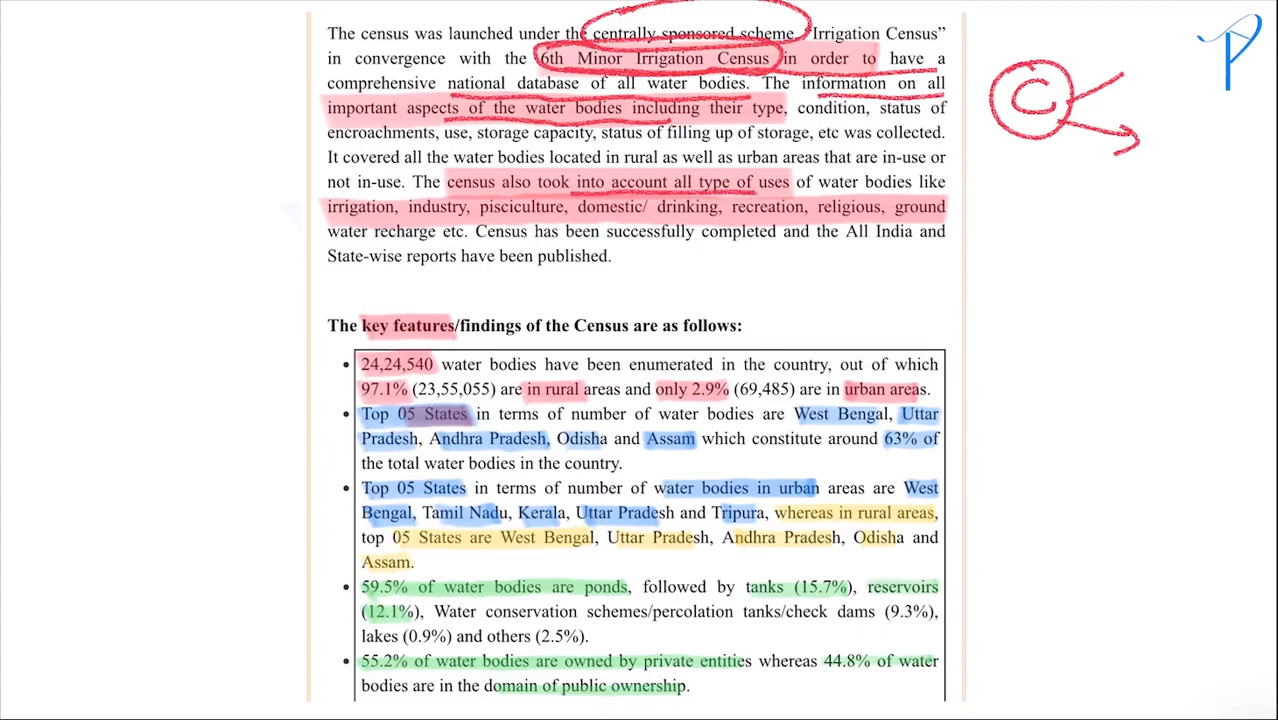 The census was launched under the centrally sponsored scheme, “Irrigation Census”
in convergence with the 6th Minor Irrigation Census in order to have a
comprehensive national database of all water bodies. The information on all
important aspects of the water bodies including their type, condition, status of
encroachments, use, storage capacity, status of filling up of storage, etc was collected.
It covered all the water bodies located in rural as well as urban areas that are in-use or
not in-use. The census also took into account all type of uses of water bodies like
irrigation, industry, pisciculture, domestic/ drinking, recreation, religious, ground
water recharge etc. Census has been successfully completed and the All India and
State-wise reports have been published.
The key features/findings of the Census are as follows:
• 24,24,540 water bodies have been enumerated in the country, out of which
97.1% (23,55,055) are in rural areas and only 2.9% (69,485) are in urban areas.
• Top 05 States in terms of number of water bodies are West Bengal, Uttar
Pradesh, Andhra Pradesh, Odisha and Assam which constitute around 63% of
the total water bodies in the country.
• Top 05 States in terms of number of water bodies in urban areas are West
Bengal, Tamil Nadu, Kerala, Uttar Pradesh and Tripura, whereas in rural areas,
top 05 States are West Bengal, Uttar Pradesh, Andhra Pradesh, Odisha and
Assam.
• 59.5% of water bodies are ponds, followed by tanks (15.7%), reservoirs
(12.1%), Water conservation schemes/percolation tanks/check dams (9.3%),
lakes (0.9%) and others (2.5%).
• 55.2% of water bodies are owned by private entities whereas 44.8% of water
bodies are in the domain of public ownership.
C
P